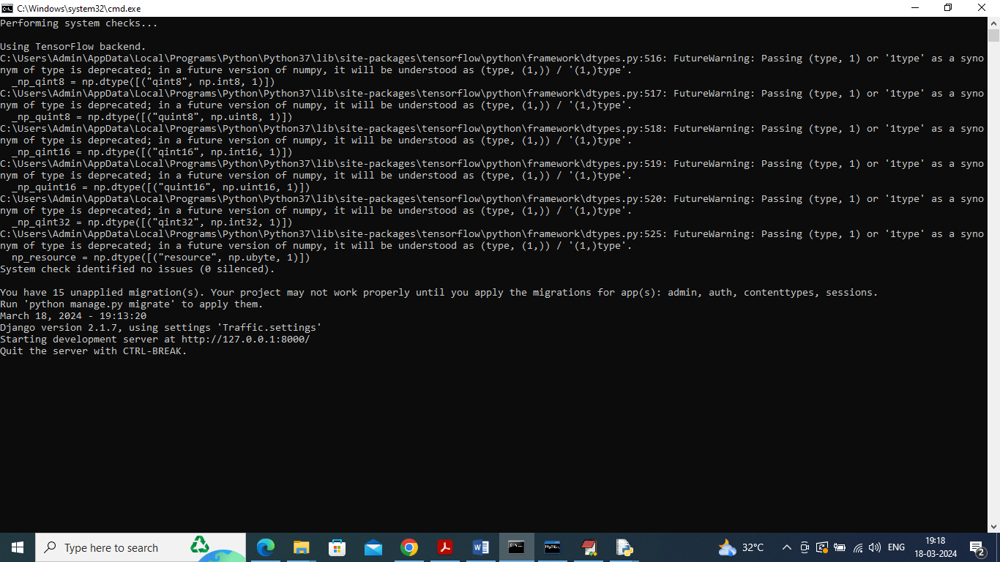 C:\Windows\system32\cmd.exe
Performing system checks...
Using TensorFlow backend.
C:\Users\Admin\AppData\Local\Programs\Python\Python37\lib\site-packages\tensorflow\python\framework\dtypes.py:516: FutureWarning: Passing (type, 1) or '1type' as a syno
nym of type is deprecated; in a future version of numpy, it will be understood as (type, (1,)) / '(1,)type'.
  _np_qint8 = np.dtype([("qint8", np.int8, 1)])
C:\Users\Admin\AppData\Local\Programs\Python\Python37\lib\site-packages\tensorflow\python\framework\dtypes.py:517: FutureWarning: Passing (type, 1) or '1type' as a syno
nym of type is deprecated; in a future version of numpy, it will be understood as (type, (1,)) / '(1,)type'.
  _np_quint8 = np.dtype([("quint8", np.uint8, 1)])
C:\Users\Admin\AppData\Local\Programs\Python\Python37\lib\site-packages\tensorflow\python\framework\dtypes.py:518: FutureWarning: Passing (type, 1) or '1type' as a syno
nym of type is deprecated; in a future version of numpy, it will be understood as (type, (1,)) / '(1,)type'.
  _np_qint16 = np.dtype([("qint16", np.int16, 1)])
C:\Users\Admin\AppData\Local\Programs\Python\Python37\lib\site-packages\tensorflow\python\framework\dtypes.py:519: FutureWarning: Passing (type, 1) or '1type' as a syno
nym of type is deprecated; in a future version of numpy, it will be understood as (type, (1,)) / '(1,)type'.
  _np_quint16 = np.dtype([("quint16", np.uint16, 1)])
C:\Users\Admin\AppData\Local\Programs\Python\Python37\lib\site-packages\tensorflow\python\framework\dtypes.py:520: FutureWarning: Passing (type, 1) or '1type' as a syno
nym of type is deprecated; in a future version of numpy, it will be understood as (type, (1,)) / '(1,)type'.
  _np_qint32 = np.dtype([("qint32", np.int32, 1)])
C:\Users\Admin\AppData\Local\Programs\Python\Python37\lib\site-packages\tensorflow\python\framework\dtypes.py:525: FutureWarning: Passing (type, 1) or '1type' as a syno
nym of type is deprecated; in a future version of numpy, it will be understood as (type, (1,)) / '(1,)type'.
  np_resource = np.dtype([("resource", np.ubyte, 1)])
System check identified no issues (0 silenced).
You have 15 unapplied migration(s). Your project may not work properly until you apply the migrations for app(s): admin, auth, contenttypes, sessions.
Run 'python manage.py migrate' to apply them.
March 18, 2024 - 19:13:20
Django version 2.1.7, using settings 'Traffic.settings'
Starting development server at http://127.0.0.1:8000/
Quit the server with CTRL-BREAK.
Type here to search
32°C
ENG
19:18
18-03-2024
2